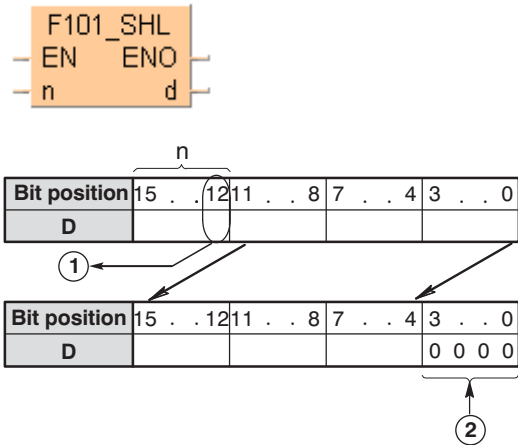 F101_SHL
EN ENO
n d
n
Bit position 15 . . 12 11 . . 8 7 . . 4 3 . . 0
D
1
Bit position 15 . . 12 11 . . 8 7 . . 4 3 . . 0
D 0 0 0 0
2